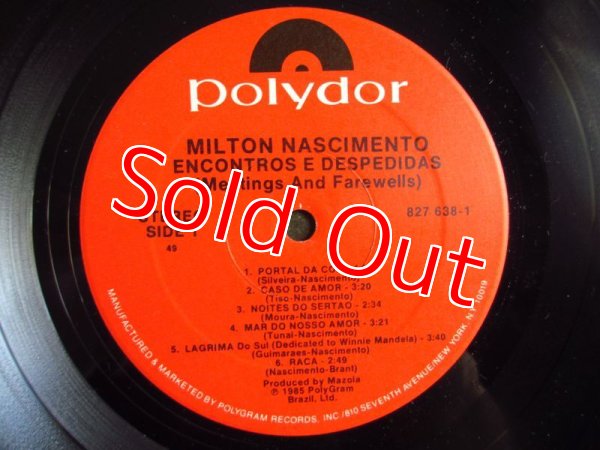 polydor
MILTON NASCIMENTO
ENCONTROS E DESPEDIDAS
(Meetings And Farewells)
STEREO
SIDE 1
827 638-1
49
Sold Out
1. PORTAL DA
(Silveira-Nascimento)
2. CASO DE AMOR - 3:20
(Tiso-Nascimento)
3. NOITES DO SERTAO - 2:34
(Moura-Nascimento)
4. MAR DO NOSSO AMOR - 3:21
(Tunai-Nascimento)
5. LAGRIMA Do Sul (Dedicated to Winnie Mandela) - 3:40
(Guimaraes-Nascimento)
6. RACA - 2:49
(Nascimento-Brant)
Produced by Mazola
℗ 1985 PolyGram
Brazil, Ltd.
MANUFACTURED & MARKETED BY POLYGRAM RECORDS, INC./810 SEVENTH AVENUE/NEW YORK, N.Y. 10019